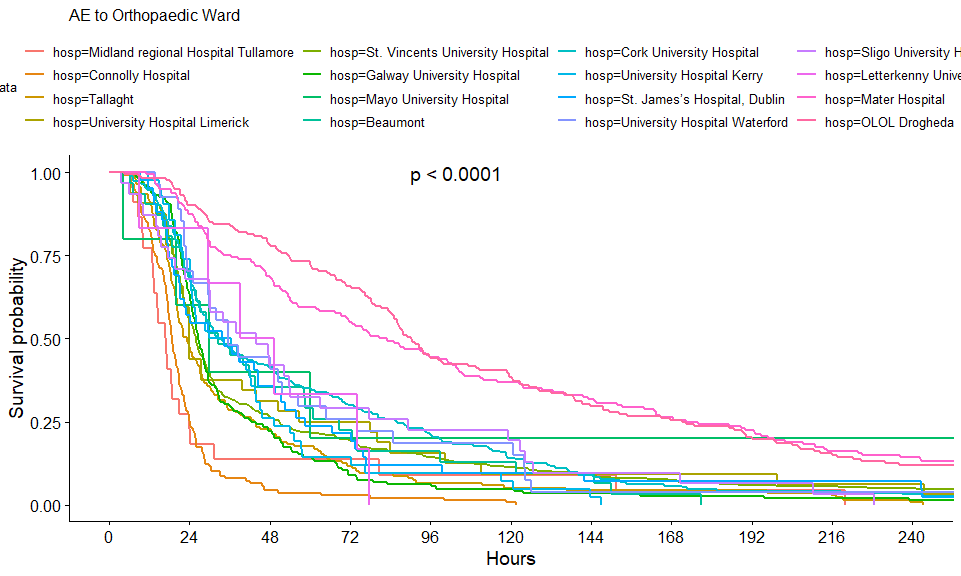 AE to Orthopaedic Ward
hosp=Midland regional Hospital Tullamore hosp=St. Vincents University Hospital hosp=Cork University Hospital hosp=Sligo University H
hosp=Connolly Hospital hosp=Galway University Hospital hosp=University Hospital Kerry hosp=Letterkenny Unive
ata
hosp=Tallaght hosp=Mayo University Hospital hosp=St. James's Hospital, Dublin hosp=Mater Hospital
hosp=University Hospital Limerick hosp=Beaumont hosp=University Hospital Waterford hosp=OLOL Drogheda
p < 0.0001
1.00
0.75
0.50
0.25
0.00
Survival probability
0 24 48 72 96 120 144 168 192 216 240
Hours